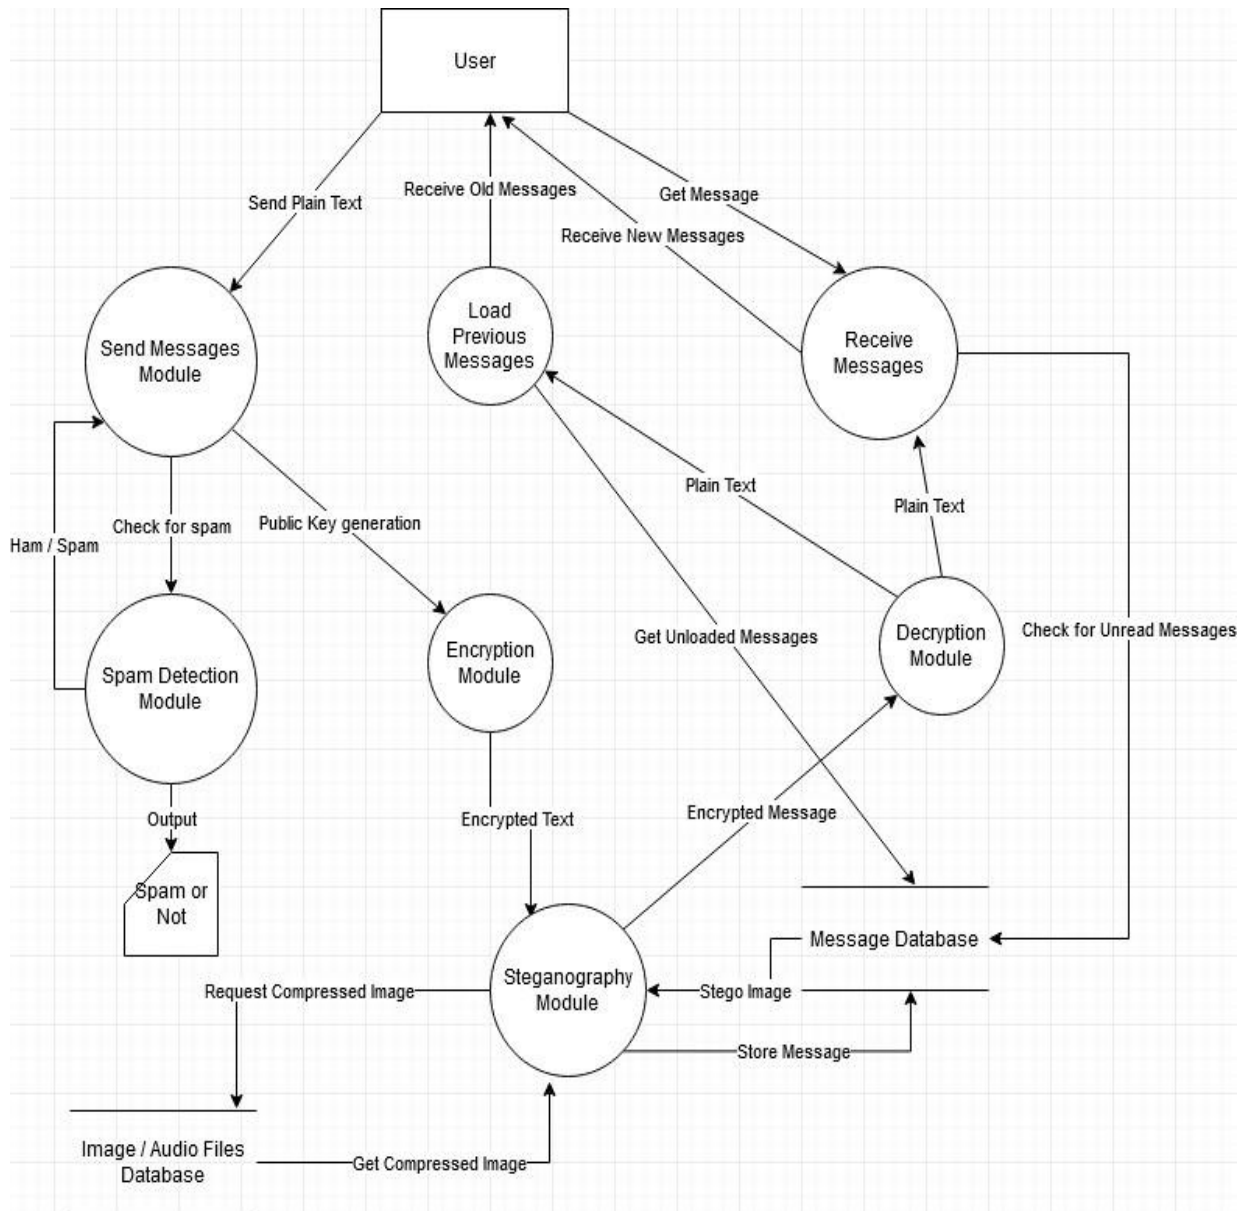 User
Send Plain Text
Receive Old Messages
Get Message
Receive New Messages
Send Messages
Module
Load
Previous
Messages
Receive
Messages
Plain Text
Plain Text
Check for spam
Public Key generation
Ham / Spam
Spam Detection
Module
Encryption
Module
Get Unloaded Messages
Decryption
Module
Check for Unread Messages
Output
Encrypted Text
Encrypted Message
Spam or
Not
Message Database
Steganography
Module
Request Compressed Image
Stego Image
Store Message
Image / Audio Files
Database
Get Compressed Image